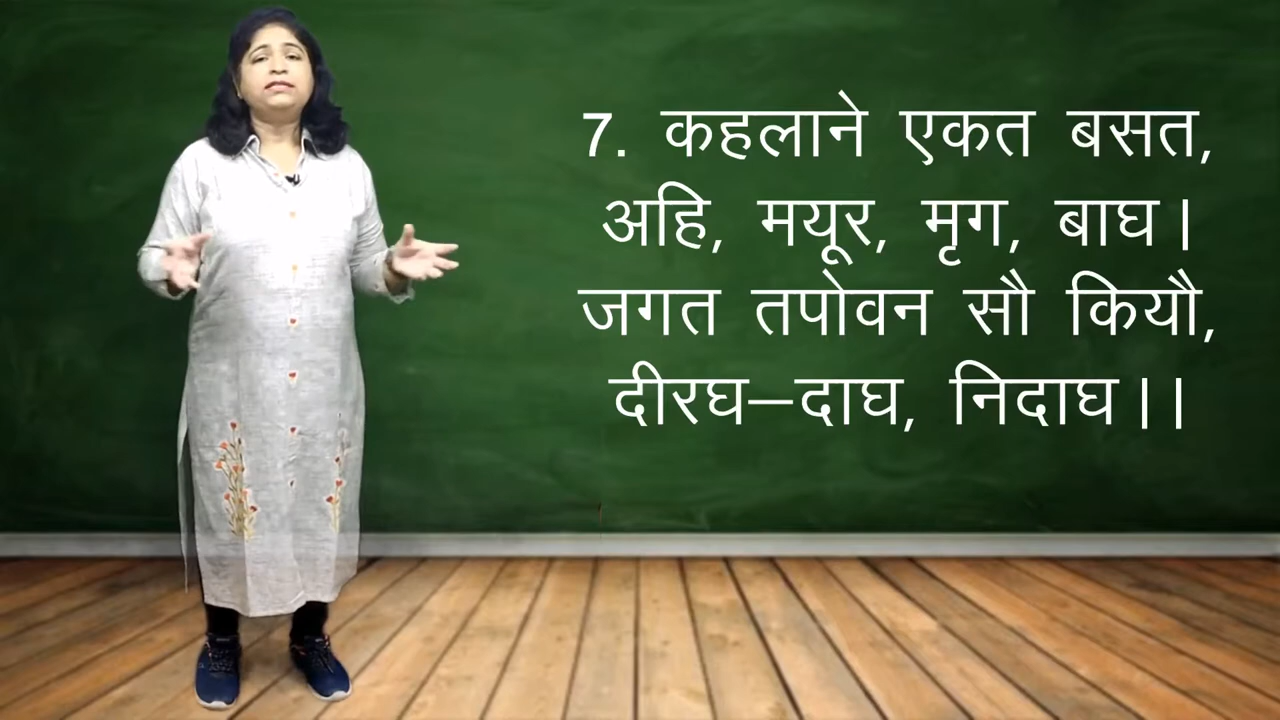 7. कहलाने एकत बसत,
अहि, मयूर, मृग, बाघ।
जगत तपोवन सौ कियौ,
दीरघ–दाघ, निदाघ।।